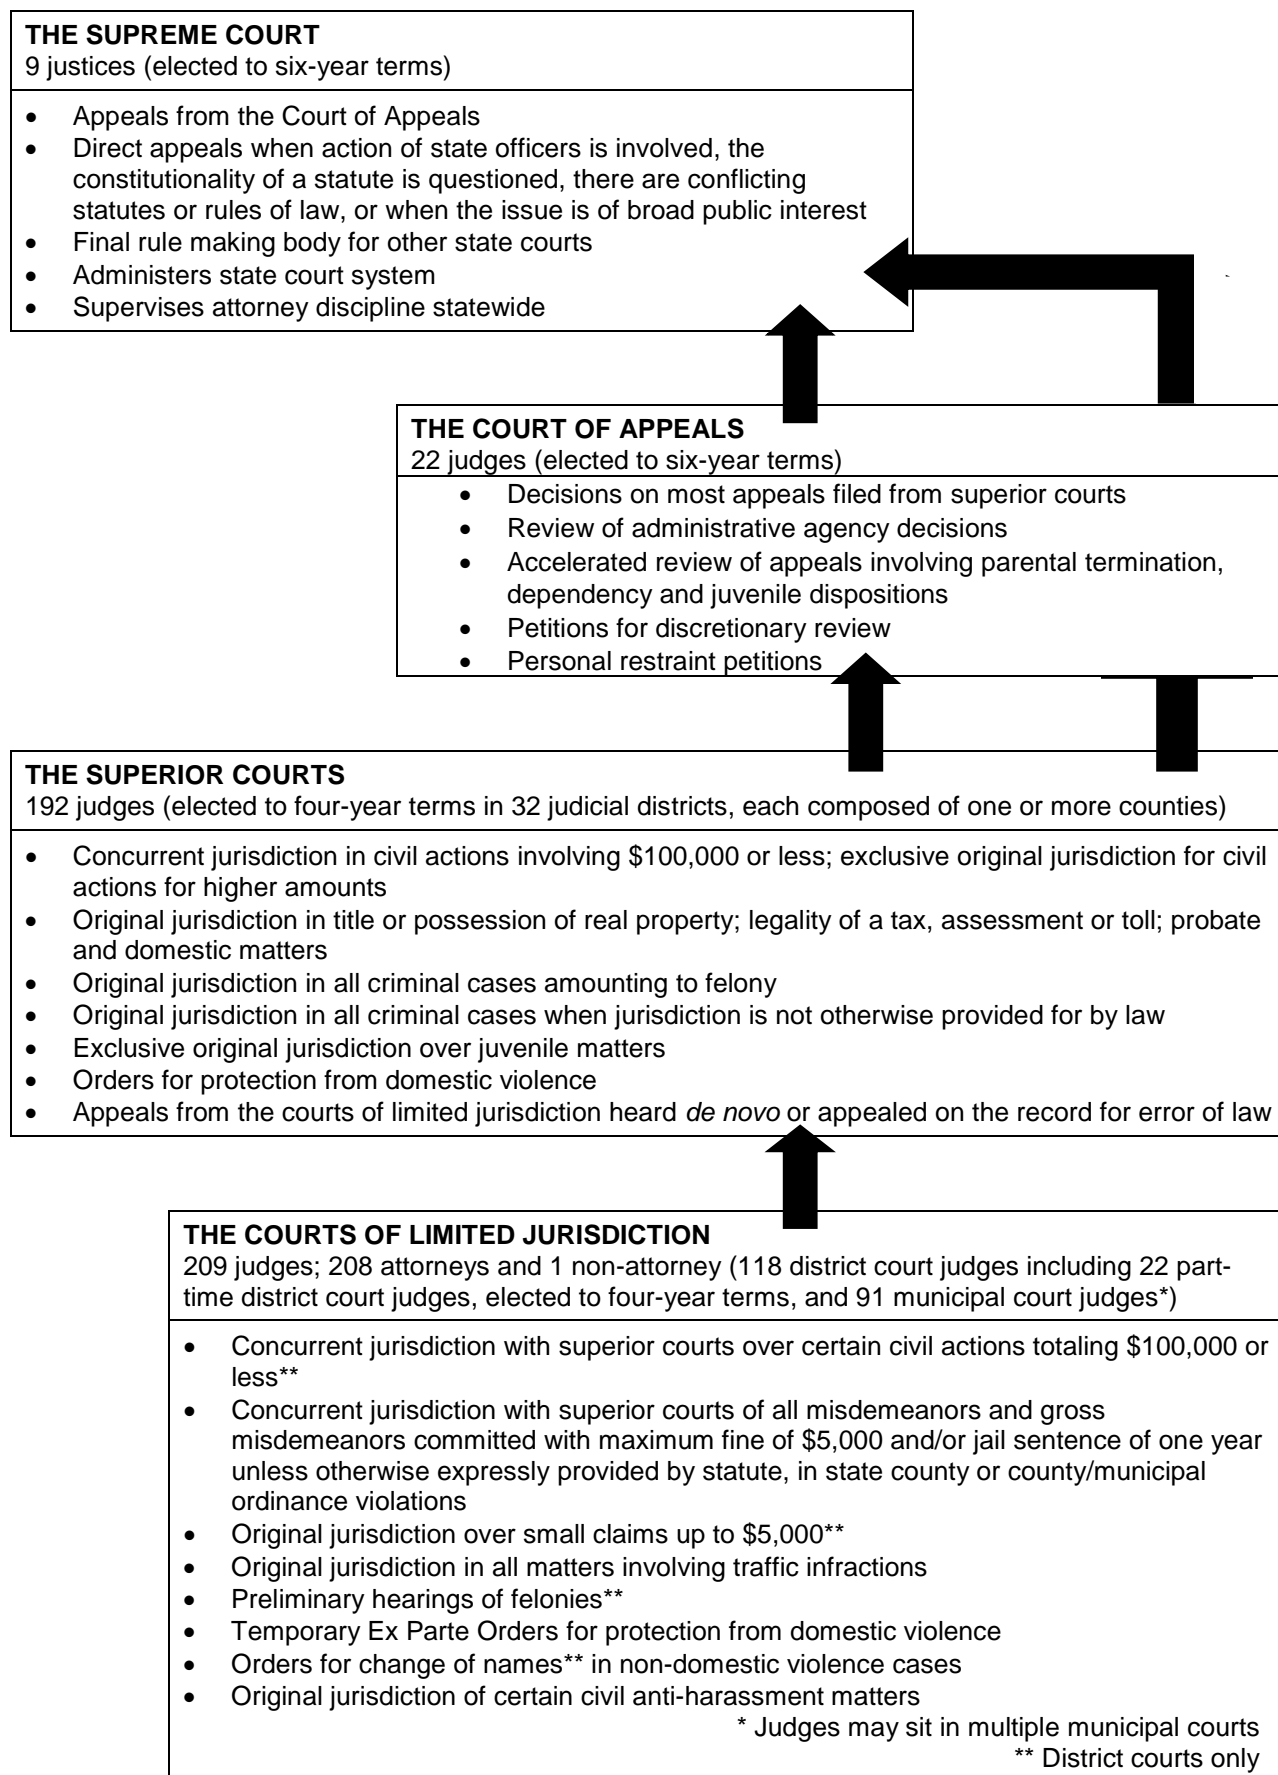 THE SUPREME COURT
9 justices (elected to six-year terms)
• Appeals from the Court of Appeals
• Direct appeals when action of state officers is involved, the
constitutionality of a statute is questioned, there are conflicting
statutes or rules of law, or when the issue is of broad public interest
• Final rule making body for other state courts
• Administers state court system
• Supervises attorney discipline statewide
THE COURT OF APPEALS
22 judges (elected to six-year terms)
• Decisions on most appeals filed from superior courts
• Review of administrative agency decisions
• Accelerated review of appeals involving parental termination,
dependency and juvenile dispositions
• Petitions for discretionary review
• Personal restraint petitions
THE SUPERIOR COURTS
192 judges (elected to four-year terms in 32 judicial districts, each composed of one or more counties)
• Concurrent jurisdiction in civil actions involving $100,000 or less; exclusive original jurisdiction for civil
actions for higher amounts
• Original jurisdiction in title or possession of real property; legality of a tax, assessment or toll; probate
and domestic matters
• Original jurisdiction in all criminal cases amounting to felony
• Original jurisdiction in all criminal cases when jurisdiction is not otherwise provided for by law
• Exclusive original jurisdiction over juvenile matters
• Orders for protection from domestic violence
• Appeals from the courts of limited jurisdiction heard de novo or appealed on the record for error of law
THE COURTS OF LIMITED JURISDICTION
209 judges; 208 attorneys and 1 non-attorney (118 district court judges including 22 part-
time district court judges, elected to four-year terms, and 91 municipal court judges*)
• Concurrent jurisdiction with superior courts over certain civil actions totaling $100,000 or
less**
• Concurrent jurisdiction with superior courts of all misdemeanors and gross
misdemeanors committed with maximum fine of $5,000 and/or jail sentence of one year
unless otherwise expressly provided by statute, in state county or county/municipal
ordinance violations
• Original jurisdiction over small claims up to $5,000**
• Original jurisdiction in all matters involving traffic infractions
• Preliminary hearings of felonies**
• Temporary Ex Parte Orders for protection from domestic violence
• Orders for change of names** in non-domestic violence cases
• Original jurisdiction of certain civil anti-harassment matters
* Judges may sit in multiple municipal courts
** District courts only